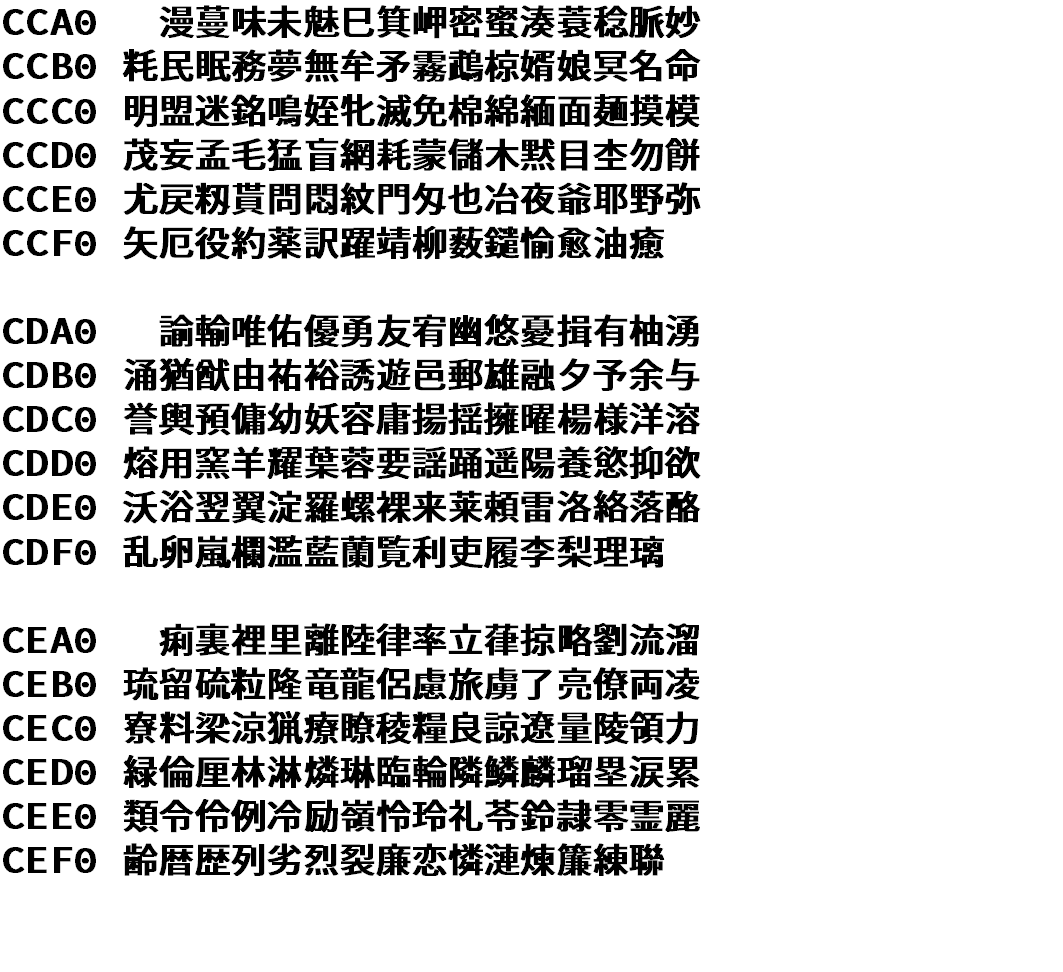 CCA0 漫蔓味未魅巳箕岬密蜜湊蓑稔脈妙
CCB0 粍民眠務夢無牟矛霧鵡椋婿娘冥名命
CCC0 明盟迷銘鳴姪牝滅免棉綿緬面麺摸模
CCD0 茂妄孟毛猛盲網耗蒙儲木黙目杢勿餅
CCE0 尤戻籾貰問悶紋門匁也冶夜爺耶野弥
CCF0 矢厄役約薬訳躍靖柳薮鑓愉愈油癒
CDA0 諭輸唯佑優勇友宥幽悠憂揖有柚湧
CDB0 涌猶猷由祐裕誘遊邑郵雄融夕予余与
CDC0 誉輿預傭幼妖容庸揚揺擁曜楊様洋溶
CDD0 熔用窯羊耀葉蓉要謡踊遥陽養慾抑欲
CDE0 沃浴翌翼淀羅螺裸来莱頼雷洛絡落酪
CDF0 乱卵嵐欄濫藍蘭覧利吏履李梨理璃
CEA0 痢裏裡里離陸律率立葎掠略劉流溜
CEB0 琉留硫粒隆竜龍侶慮旅虜了亮僚両凌
CEC0 寮料梁涼猟療瞭稜糧良諒遼量陵領力
CED0 緑倫厘林淋燐琳臨輪隣鱗麟瑠塁涙累
CEE0 類令伶例冷励嶺怜玲礼苓鈴隷零霊麗
CEF0 齢暦歴列劣烈裂廉恋憐漣煉簾練聯